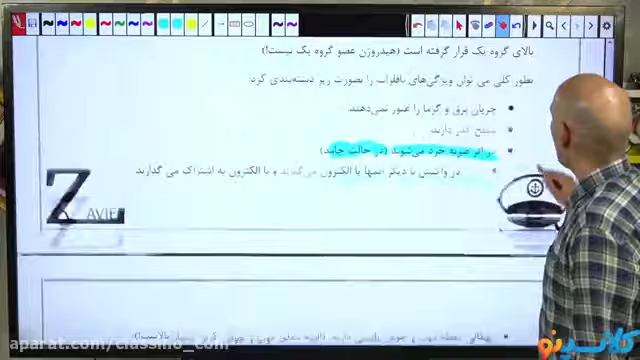 بالای گروه یک قرار گرفته است (هیدروژن عضو گروه یک نیست!)
بطور کلی می توان ویژگی‌های نافلزات را بصورت زیر دسته‌بندی کرد:
جریان برق و گرما را عبور نمی‌دهند.
سطح کدر دارند.
در اثر ضربه خرد می‌شوند (در حالت جامد)
در واکنش با دیگر اتمها یا الکترون می‌گیرند و یا الکترون به اشتراک می گذارند
ZAVIE
aparat.com/classino_com
کلاسینو